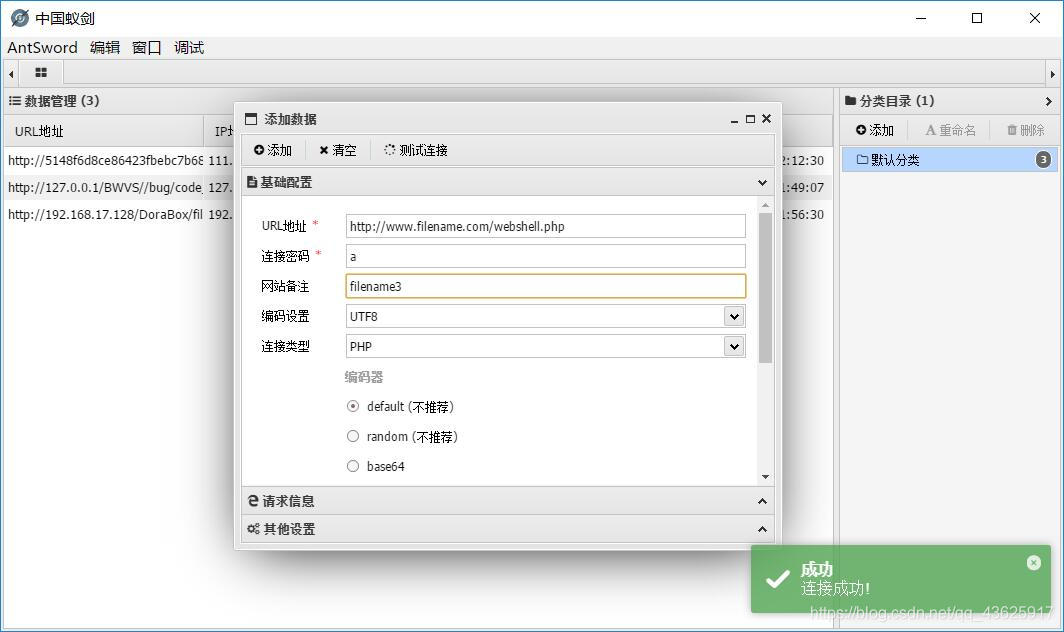 中国蚁剑
AntSword 编辑 窗口 调试
数据管理 (3)
分类目录 (1)
URL地址
添加 重命名 删除
默认分类 3
http://5148f6d8ce86423fbebc7b68 111. 2:12:30
http://127.0.0.1/BWVS//bug/code_ 127. 1:49:07
http://192.168.17.128/DoraBox/fil 192. 1:56:30
添加数据
添加 清空 测试连接
基础配置
URL地址 * http://www.filename.com/webshell.php
连接密码 * a
网站备注 filename3
编码设置 UTF8
连接类型 PHP
编码器
default (不推荐)
random (不推荐)
base64
请求信息
其他设置
成功
连接成功!
https://blog.csdn.net/qq_43625917